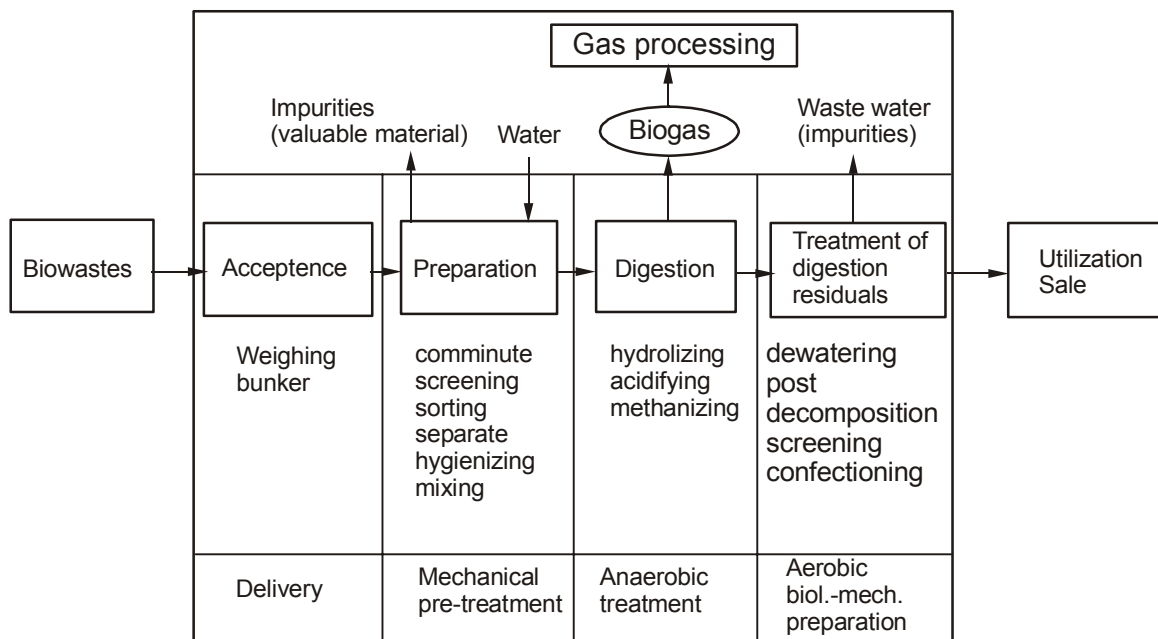 Gas processing
Impurities
(valuable material)
Water
Biogas
Waste water
(impurities)
Biowastes
Acceptence
Preparation
Digestion
Treatment of
digestion
residuals
Utilization
Sale
Weighing
bunker
comminute
screening
sorting
separate
hygienizing
mixing
hydrolizing
acidifying
methanizing
dewatering
post
decomposition
screening
confectioning
Delivery
Mechanical
pre-treatment
Anaerobic
treatment
Aerobic
biol.-mech.
preparation